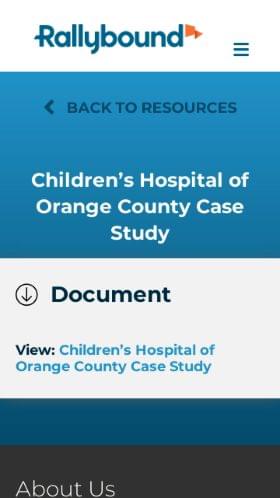 Rallybound
BACK TO RESOURCES
Children’s Hospital of
Orange County Case
Study
Document
View: Children’s Hospital of
Orange County Case Study
About Us